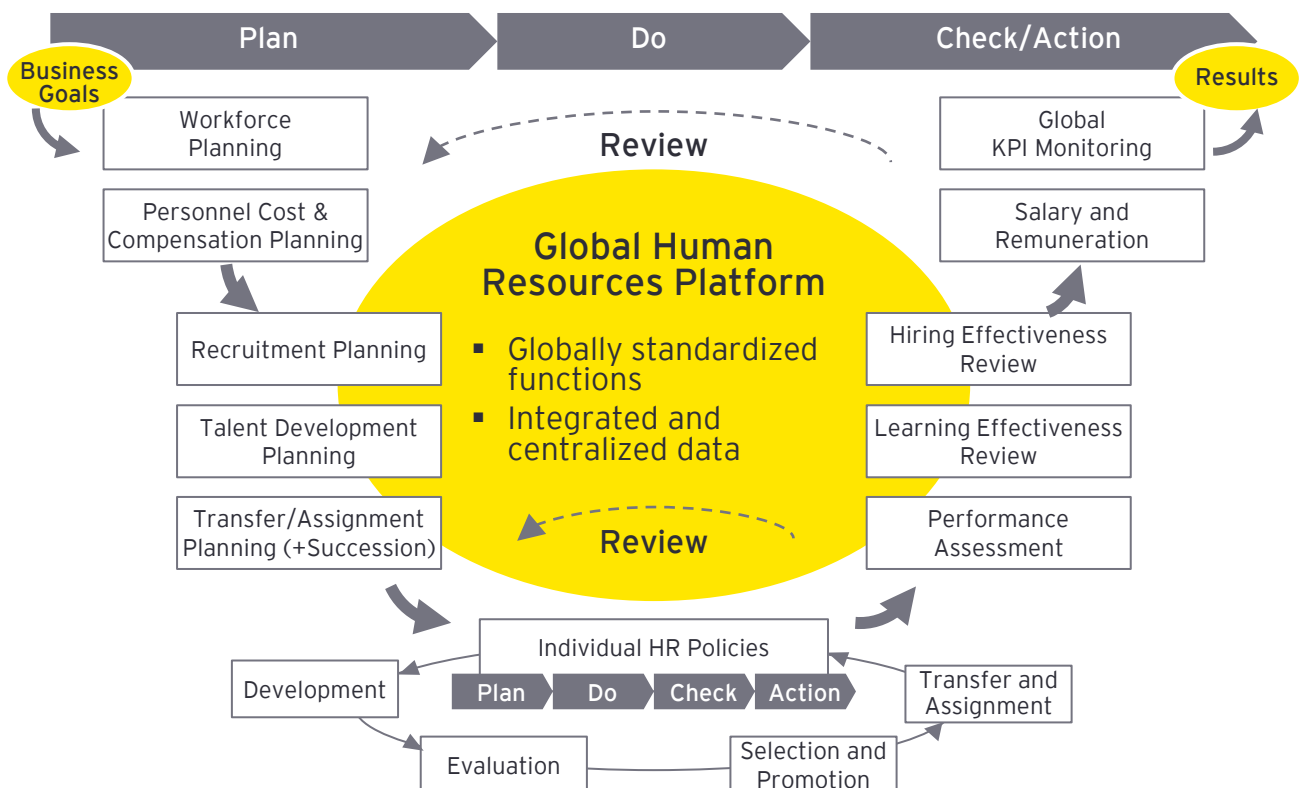 Plan
Do
Check/Action
Business
Goals
Results
Workforce
Planning
Personnel Cost &
Compensation Planning
Recruitment Planning
Talent Development
Planning
Transfer/Assignment
Planning (+Succession)
Review
Global Human
Resources Platform
▪ Globally standardized
functions
▪ Integrated and
centralized data
Review
Global
KPI Monitoring
Salary and
Remuneration
Hiring Effectiveness
Review
Learning Effectiveness
Review
Performance
Assessment
Individual HR Policies
Plan
Do
Check
Action
Development
Evaluation
Selection and
Promotion
Transfer and
Assignment